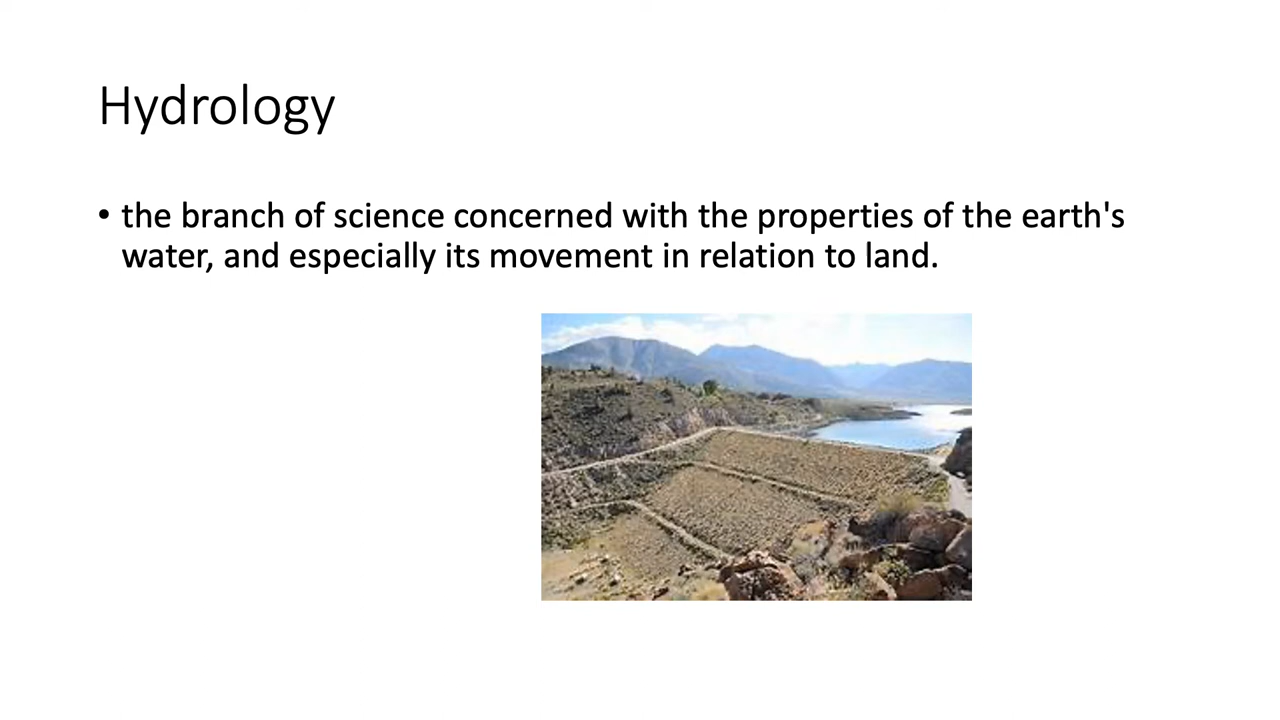 Hydrology
• the branch of science concerned with the properties of the earth's
water, and especially its movement in relation to land.